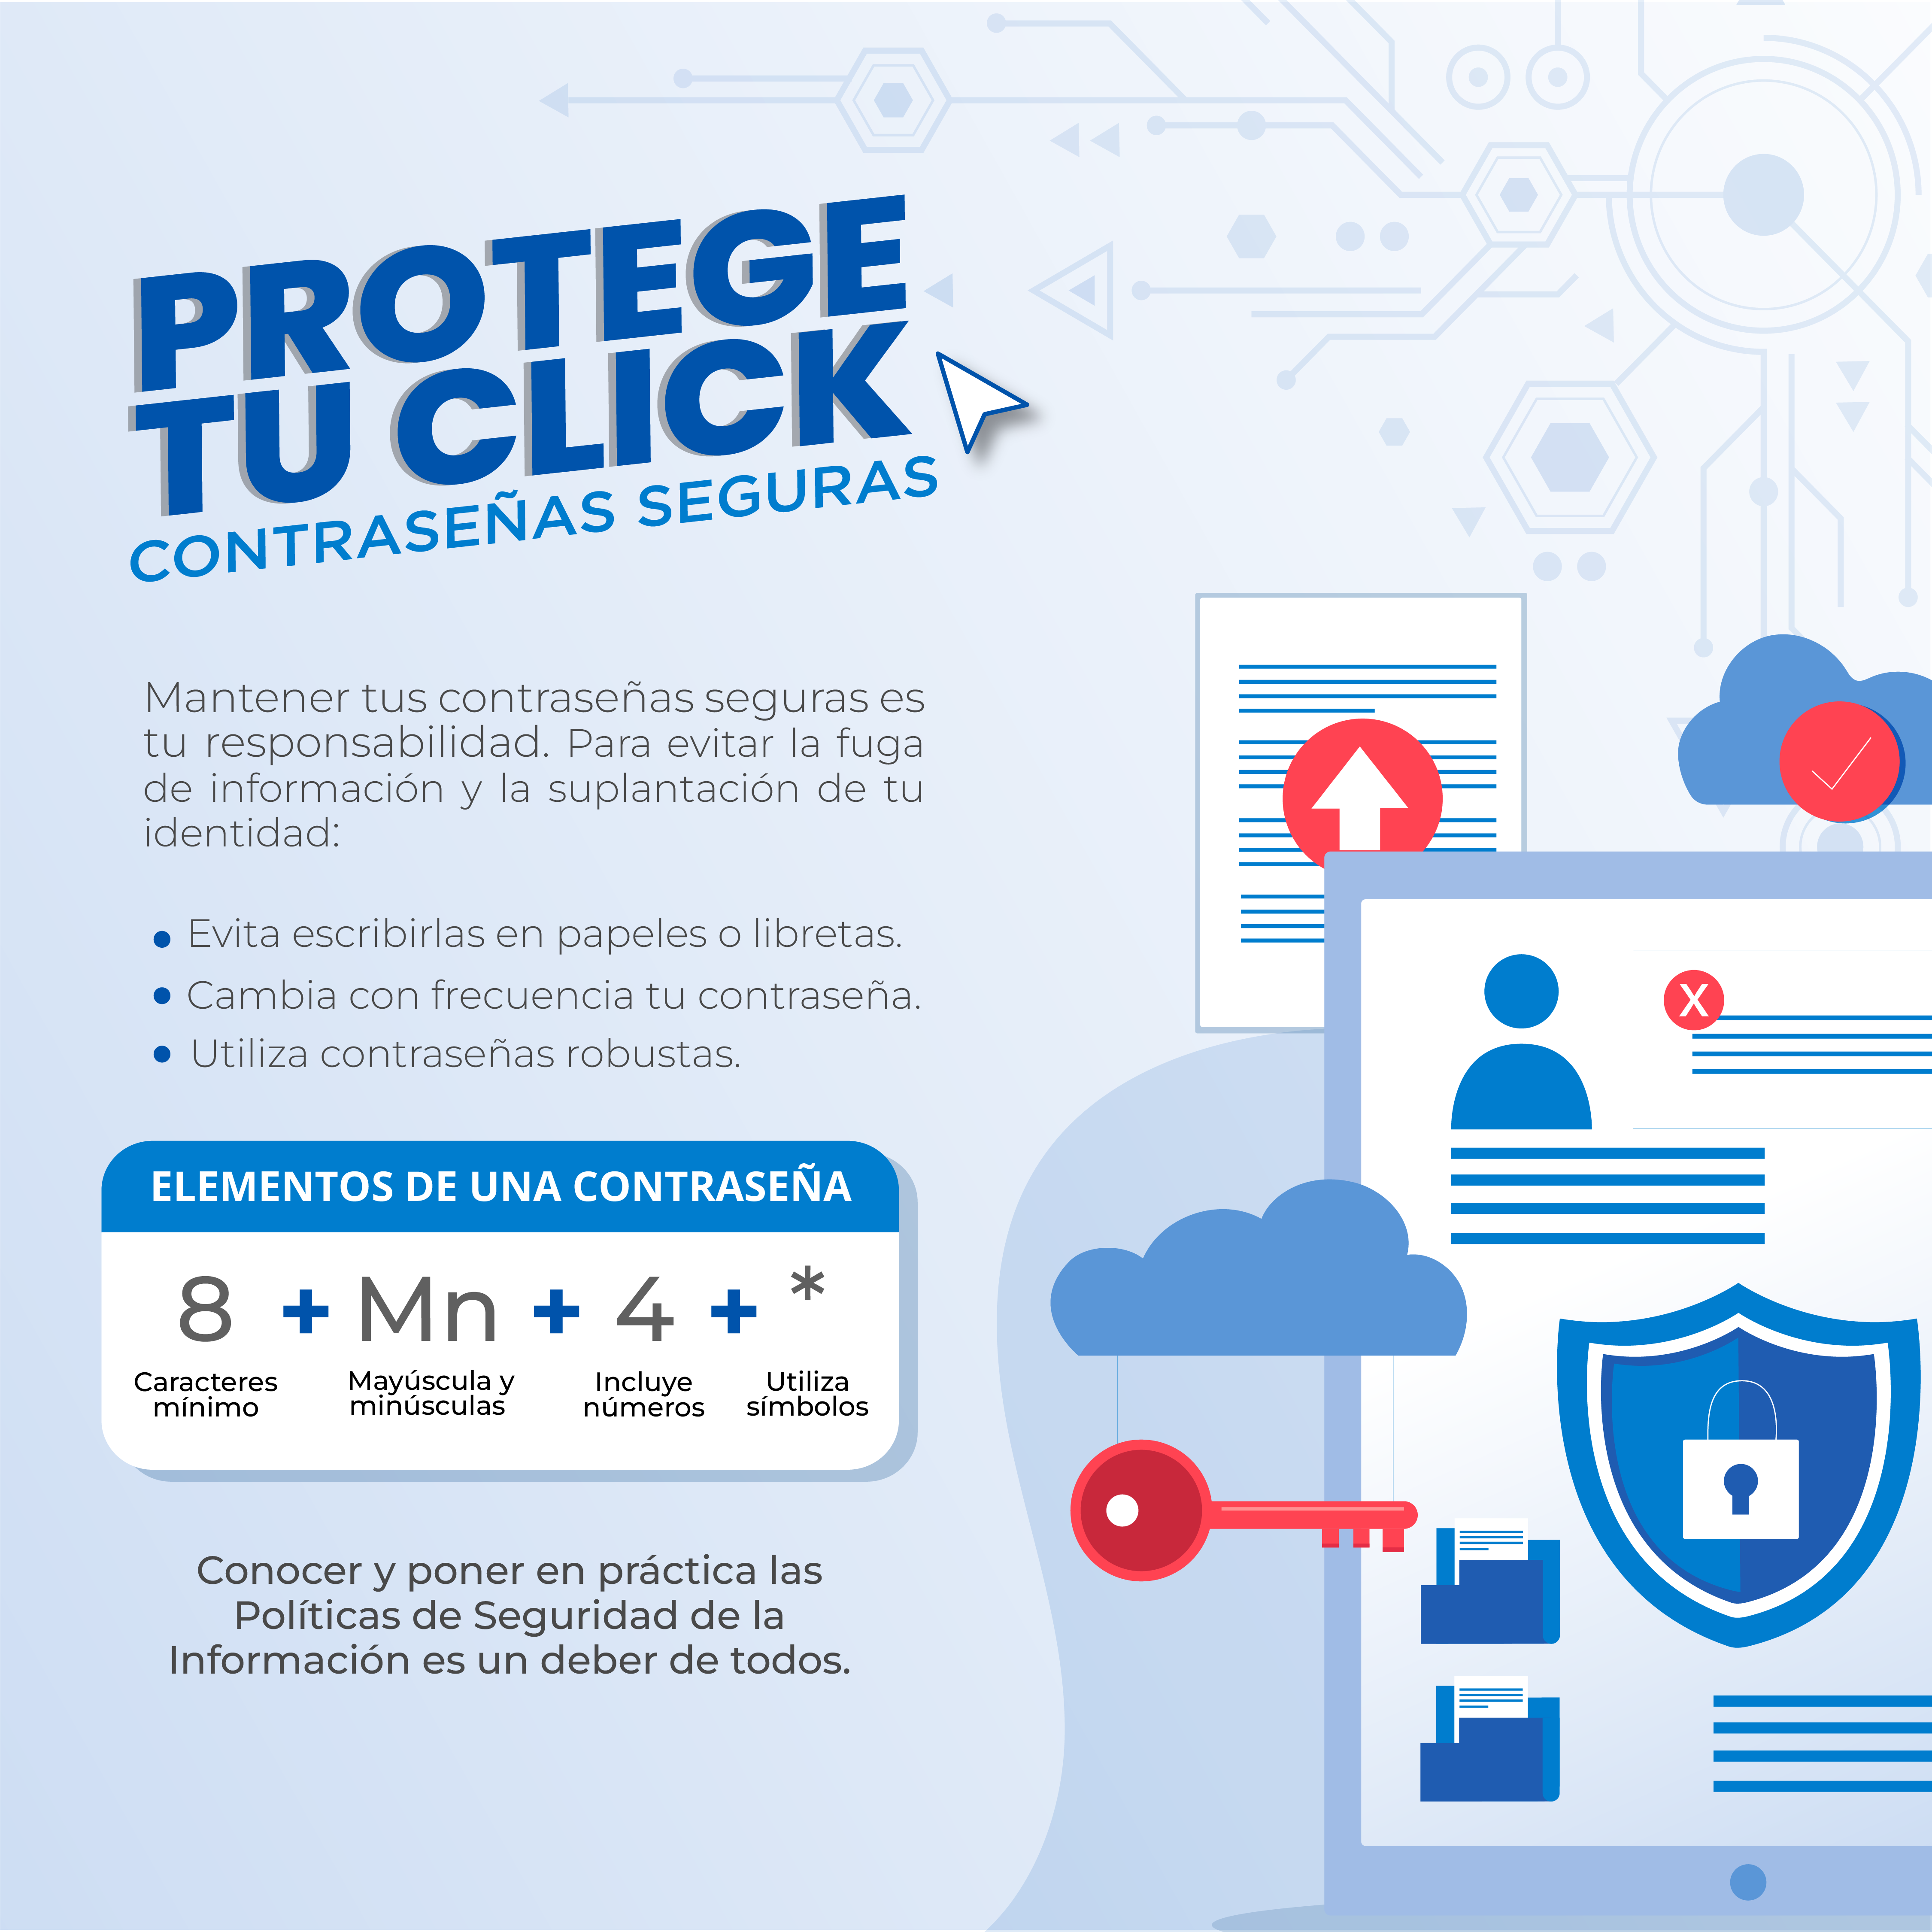 PROTEGE
TU CLICK
CONTRASEÑAS SEGURAS
Mantener tus contraseñas seguras es
tu responsabilidad. Para evitar la fuga
de información y la suplantación de tu
identidad:
• Evita escribirlas en papeles o libretas.
• Cambia con frecuencia tu contraseña.
• Utiliza contraseñas robustas.
ELEMENTOS DE UNA CONTRASEÑA
8 + Mn + 4 + *
Caracteres mínimo
Mayúscula y minúsculas
Incluye números
Utiliza símbolos
Conocer y poner en práctica las
Políticas de Seguridad de la
Información es un deber de todos.
X